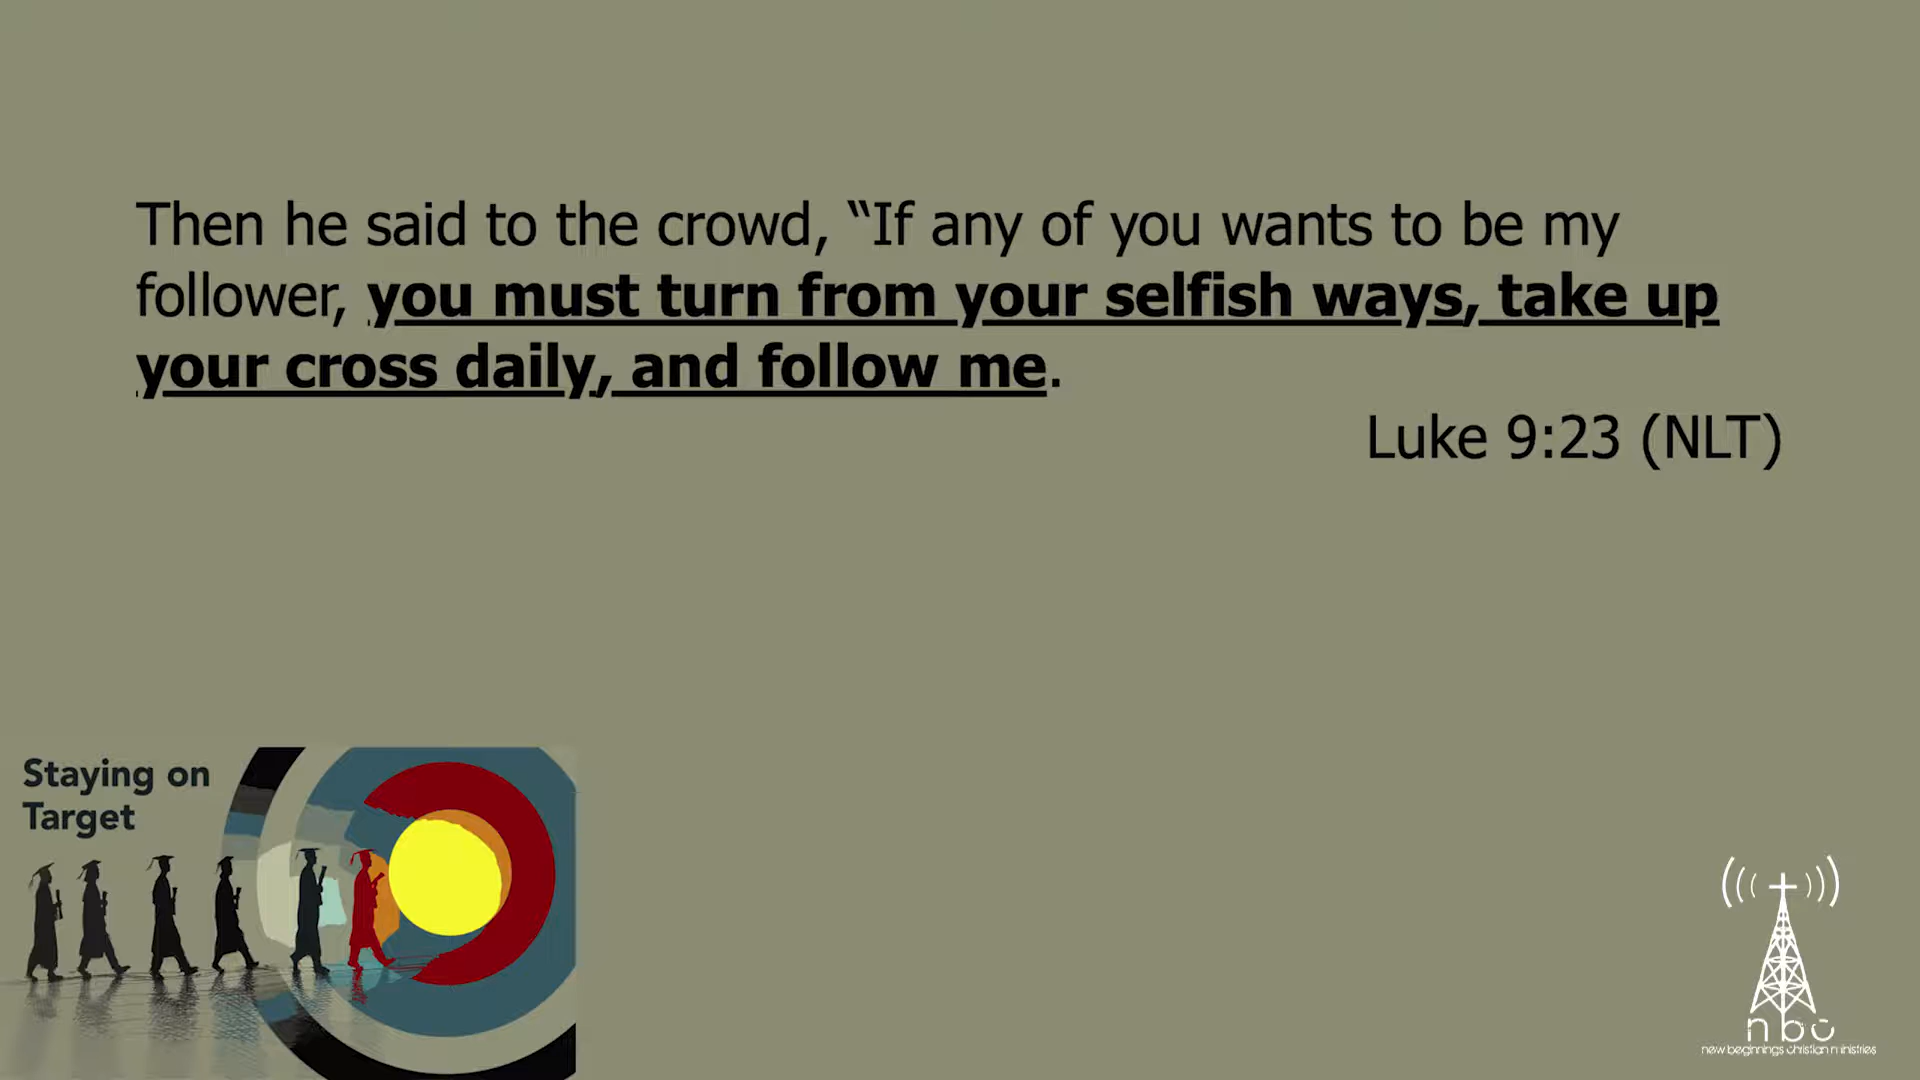 Then he said to the crowd, “If any of you wants to be my
follower, you must turn from your selfish ways, take up
your cross daily, and follow me.
Luke 9:23 (NLT)
Staying on
Target
nbc
new beginnings christian ministries